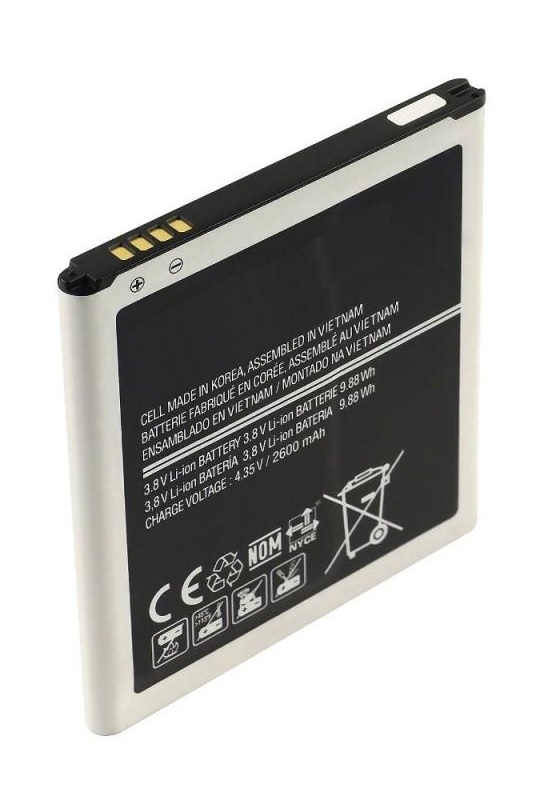 CELL MADE IN KOREA, ASSEMBLED IN VIETNAM
BATTERIE FABRIQUÉ EN CORÉE, ASSEMBLÉ AU VIETNAM
ENSAMBLADO EN VIETNAM / MONTADO NA VIETNAM
3.8 V Li-ion BATTERY 3.8 V Li-ion BATTERIE 9.88 Wh
3.8 V Li-ion BATERÍA 3.8 V Li-ion BATERIA 9.88 Wh
CHARGE VOLTAGE : 4.35 V / 2600 mAh
CE NOM NYCE